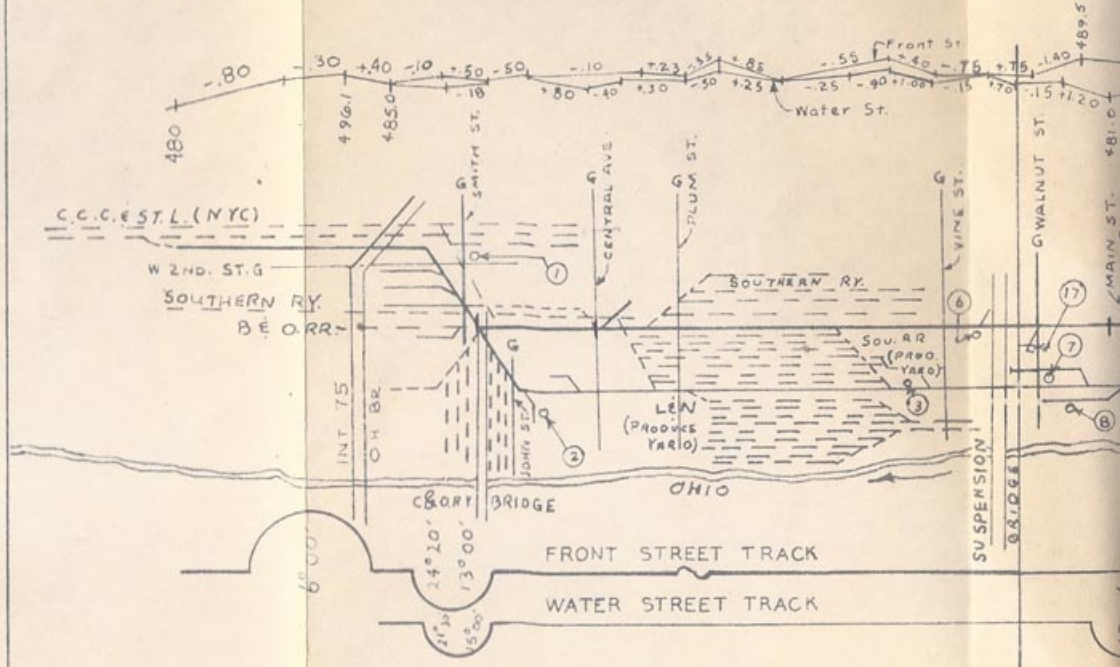 -.80
-.30
+.40
-.10
+.50
-.50
-.10
+.23
-.35
+.85
-.55
Front St.
+.40
-.75
+.75
-1.40
489.5
-.18
+80
-.40
+.30
-.50
+.25
-.25
-.90
+1.00
-.15
+.70
-.15
+1.20
Water St.
480
496.1
485.0
481.0
G SMITH ST.
G CENTRAL AVE
G PLUM ST.
G VINE ST.
G WALNUT ST.
MAIN ST.
C.C.C. & ST.L. (NYC)
W 2ND. ST. G
1
SOUTHERN RY.
B & O. RR.
SOUTHERN RY.
6
17
SOU. RR
(PROD.
YARD)
7
3
8
L&N
(PRODUCE
YARD)
G JOHN ST.
2
INT 75
O H BR.
OHIO
C&O.RY BRIDGE
SUSPENSION
BRIDGE
24°20'
13°00'
FRONT STREET TRACK
WATER STREET TRACK
21°30'
15°00'